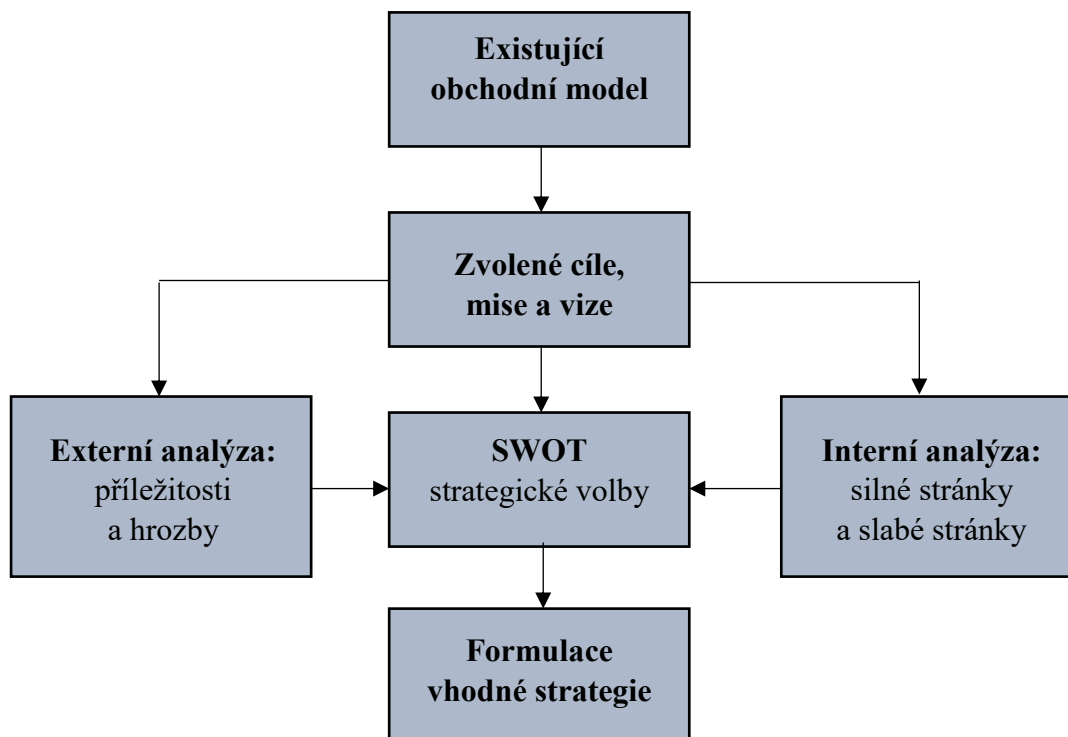 Existující
obchodní model
Zvolené cíle,
mise a vize
Externí analýza:
příležitosti
a hrozby
SWOT
strategické volby
Interní analýza:
silné stránky
a slabé stránky
Formulace
vhodné strategie